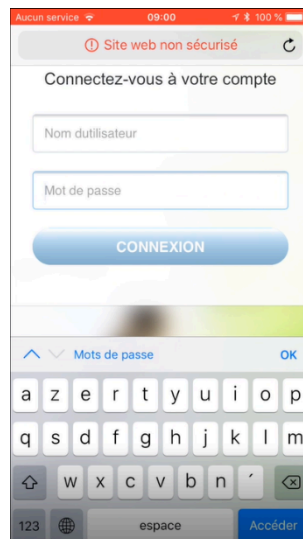 Aucun service 09:00 100 %
Site web non sécurisé
Connectez-vous à votre compte
Nom dutilisateur
Mot de passe
CONNEXION
Mots de passe OK
a z e r t y u i o p
q s d f g h j k l m
w x c v b n ´
123 espace Accéder